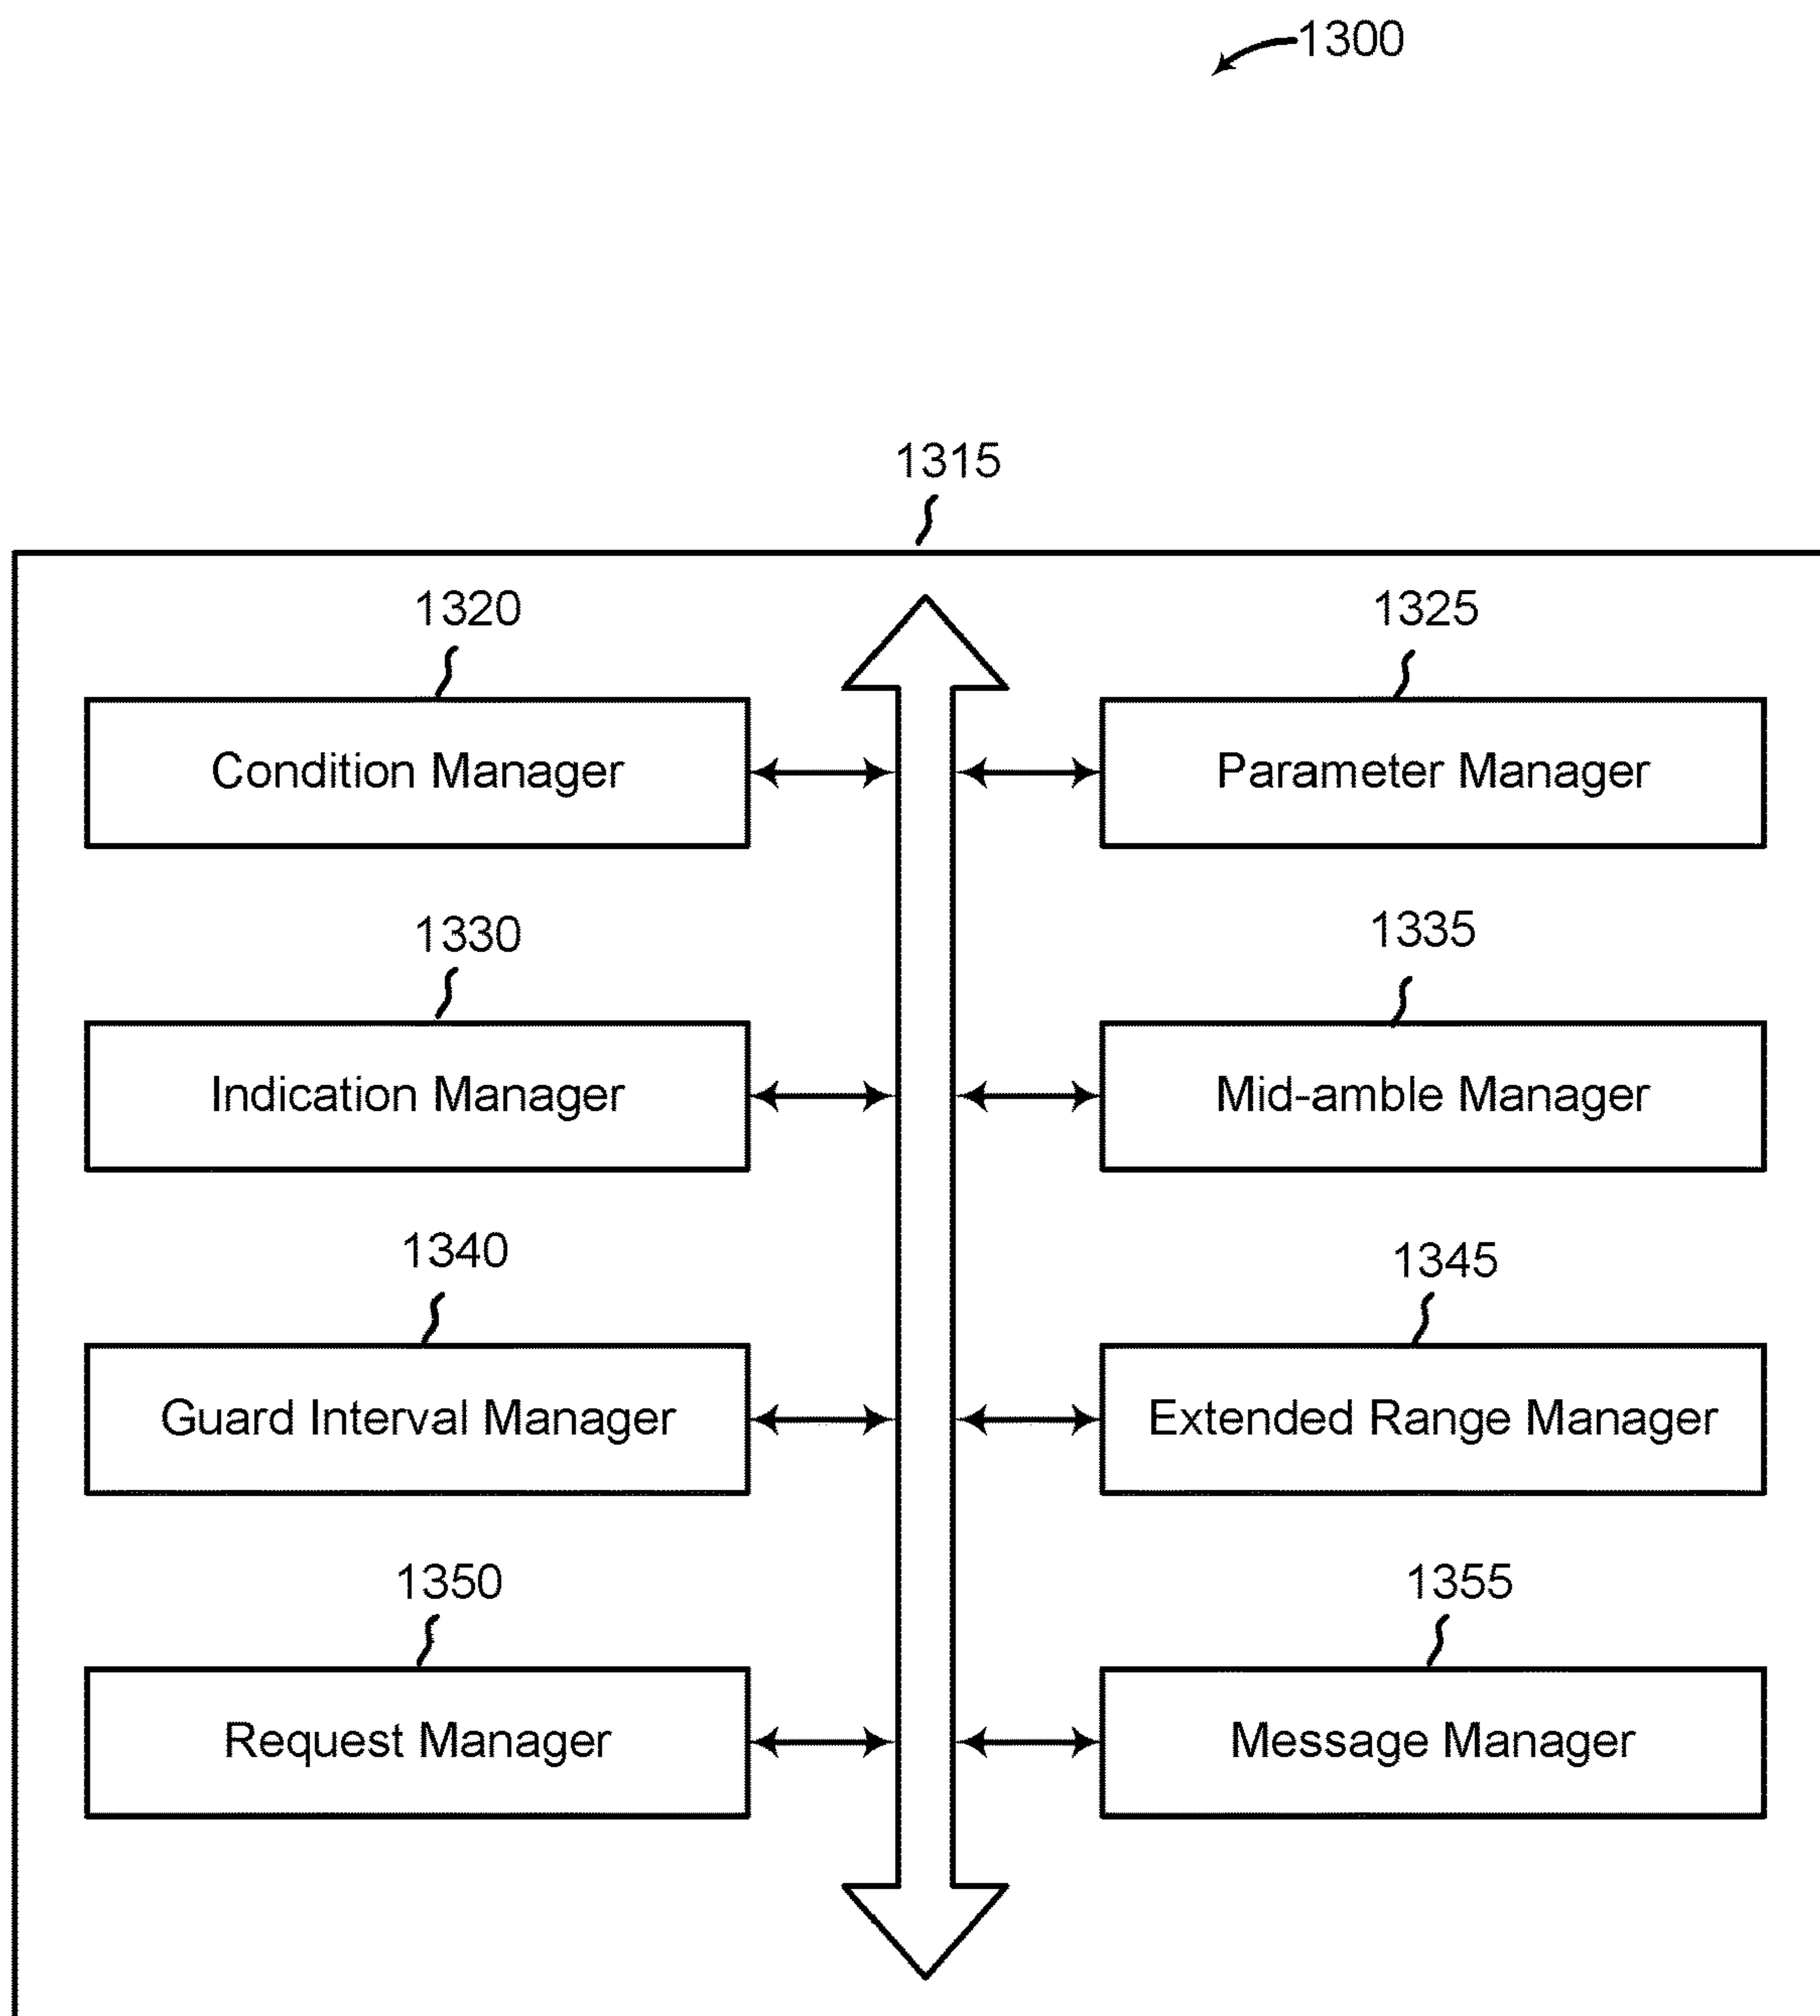 1300
1315
1320
1325
Condition Manager
Parameter Manager
1330
1335
Indication Manager
Mid-amble Manager
1340
1345
Guard Interval Manager
Extended Range Manager
1350
1355
Request Manager
Message Manager